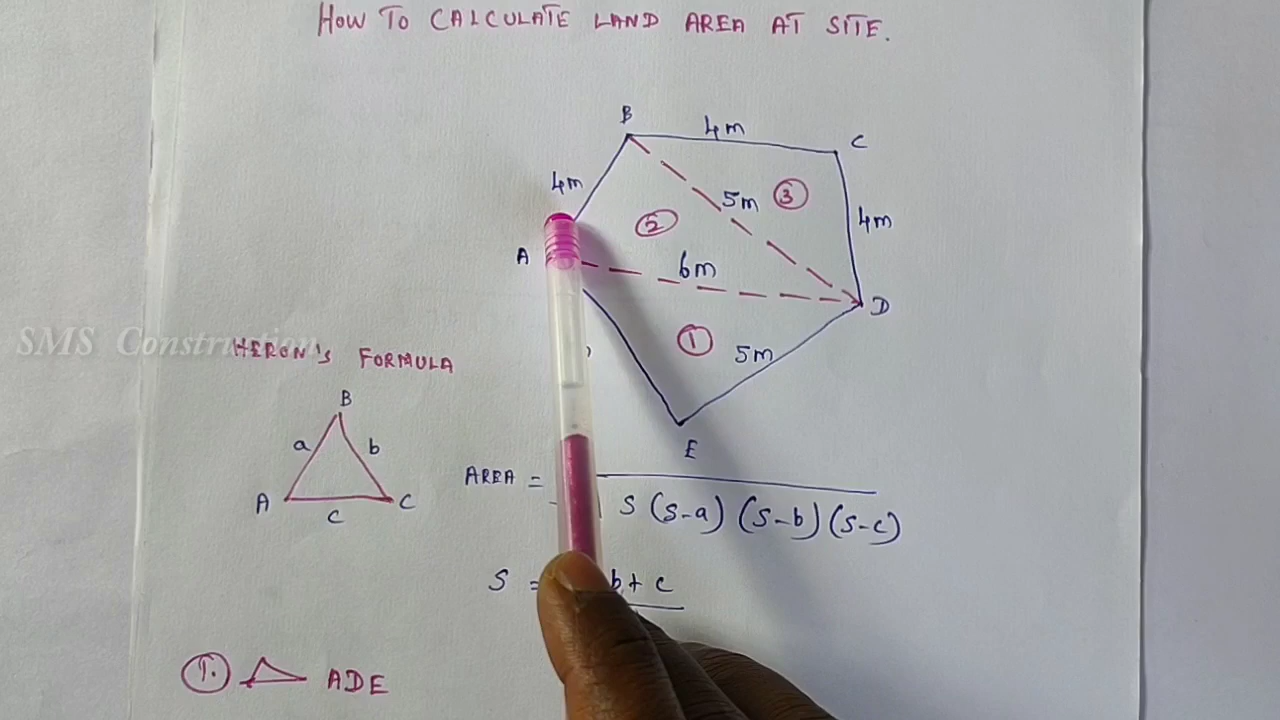 HOW TO CALCULATE LAND AREA AT SITE.
B
4m
C
4m
5m
3
2
4m
A
6m
D
1
5m
E
SMS Construction
HERON'S FORMULA
B
a
b
A
C
c
AREA =
S (S-a) (S-b) (S-c)
S =
b + c
1. ADE